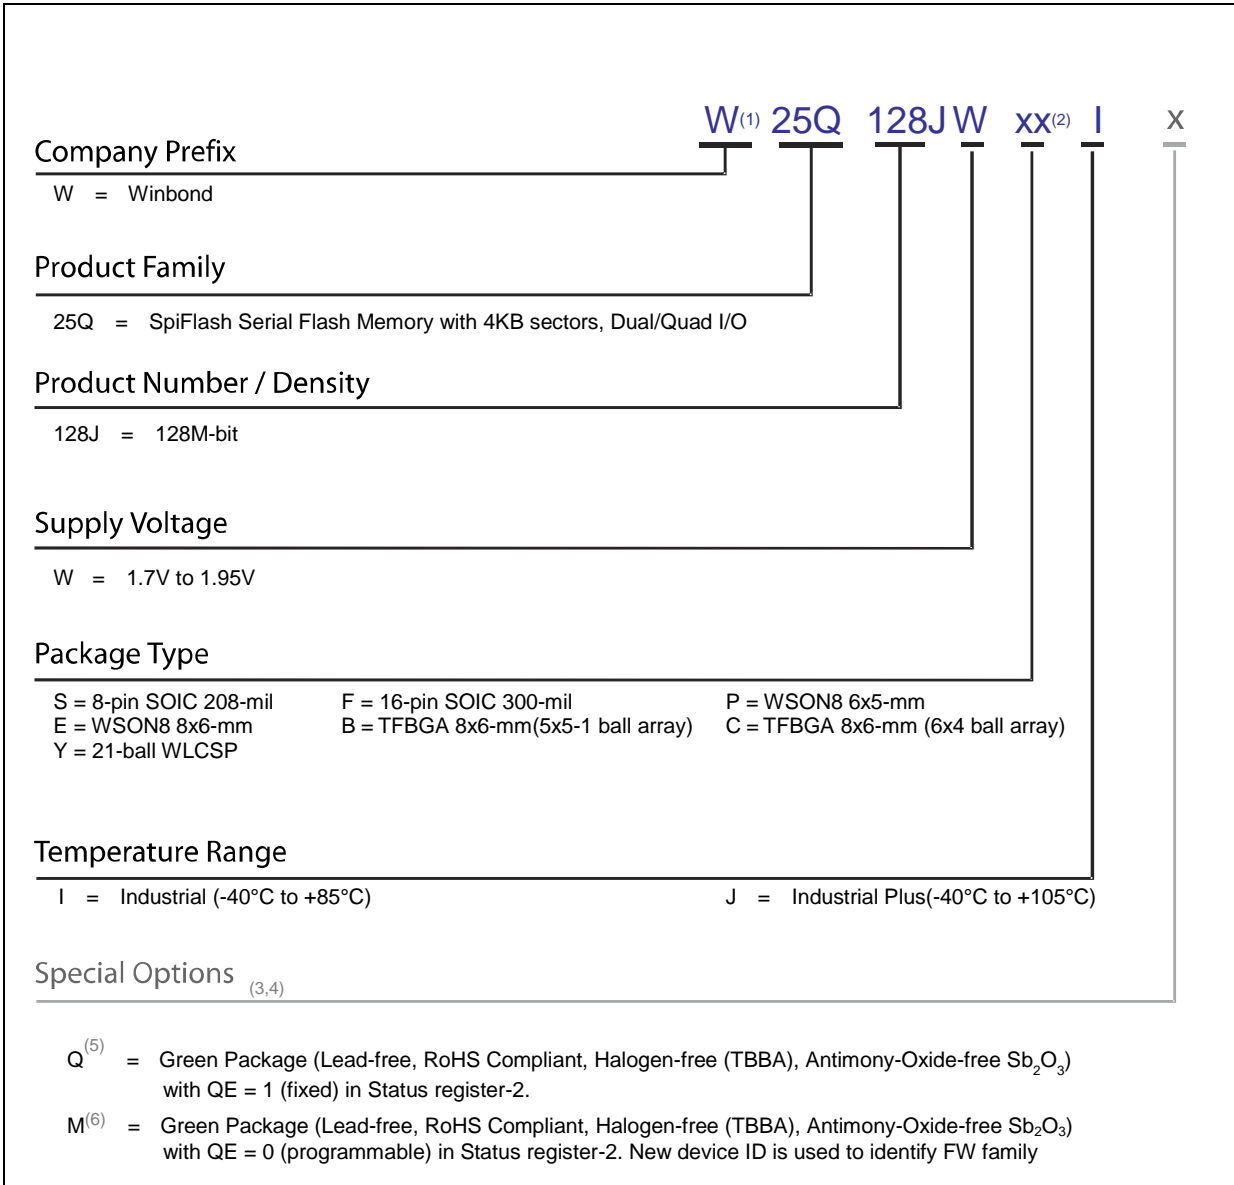 W(1) 25Q 128J W xx(2) I x
Company Prefix
W = Winbond
Product Family
25Q = SpiFlash Serial Flash Memory with 4KB sectors, Dual/Quad I/O
Product Number / Density
128J = 128M-bit
Supply Voltage
W = 1.7V to 1.95V
Package Type
S = 8-pin SOIC 208-mil F = 16-pin SOIC 300-mil P = WSON8 6x5-mm
E = WSON8 8x6-mm B = TFBGA 8x6-mm(5x5-1 ball array) C = TFBGA 8x6-mm (6x4 ball array)
Y = 21-ball WLCSP
Temperature Range
I = Industrial (-40°C to +85°C) J = Industrial Plus(-40°C to +105°C)
Special Options (3,4)
Q(5) = Green Package (Lead-free, RoHS Compliant, Halogen-free (TBBA), Antimony-Oxide-free Sb2O3)
with QE = 1 (fixed) in Status register-2.
M(6) = Green Package (Lead-free, RoHS Compliant, Halogen-free (TBBA), Antimony-Oxide-free Sb2O3)
with QE = 0 (programmable) in Status register-2. New device ID is used to identify FW family